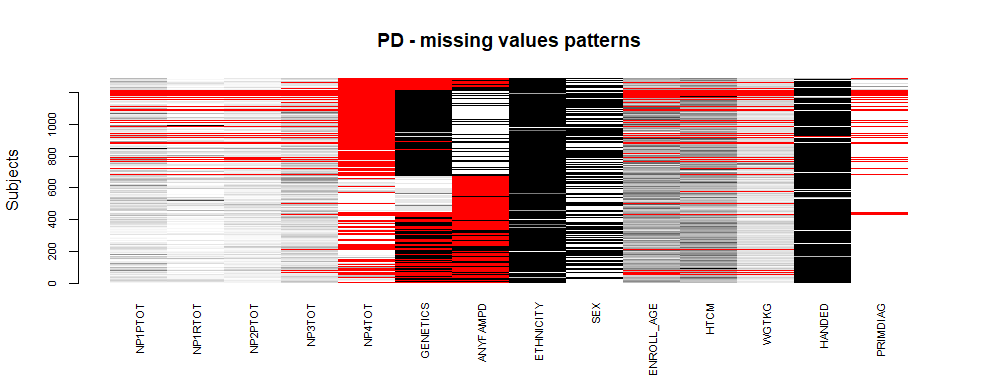 PD - missing values patterns
Subjects
0
200
400
600
800
1000
NP1PTOT
NP1RTOT
NP2PTOT
NP3TOT
NP4TOT
GENETICS
ANYFAMPD
ETHNICITY
SEX
ENROLL_AGE
HTCM
WGTKG
HANDED
PRIMDIAG